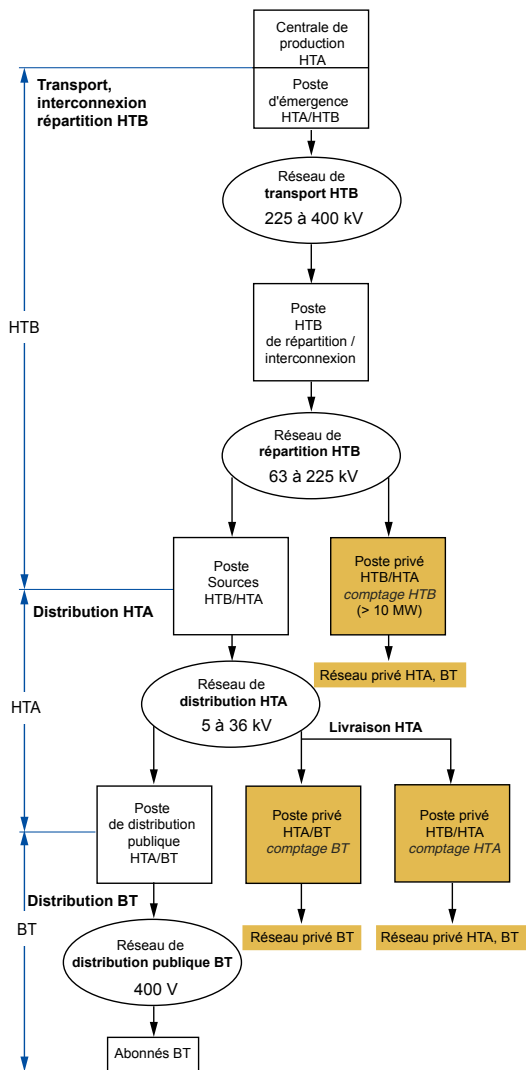 Centrale de
production
HTA
Transport,
interconnexion
répartition HTB
Poste
d'émergence
HTA/HTB
Réseau de
transport HTB
225 à 400 kV
HTB
Poste
HTB
de répartition /
interconnexion
Réseau de
répartition HTB
63 à 225 kV
Poste
Sources
HTB/HTA
Poste privé
HTB/HTA
comptage HTB
(> 10 MW)
Distribution HTA
Réseau privé HTA, BT
HTA
Réseau de
distribution HTA
5 à 36 kV
Livraison HTA
Poste
de distribution
publique
HTA/BT
Poste privé
HTA/BT
comptage BT
Poste privé
HTB/HTA
comptage HTA
Distribution BT
BT
Réseau privé BT
Réseau privé HTA, BT
Réseau de
distribution publique BT
400 V
Abonnés BT